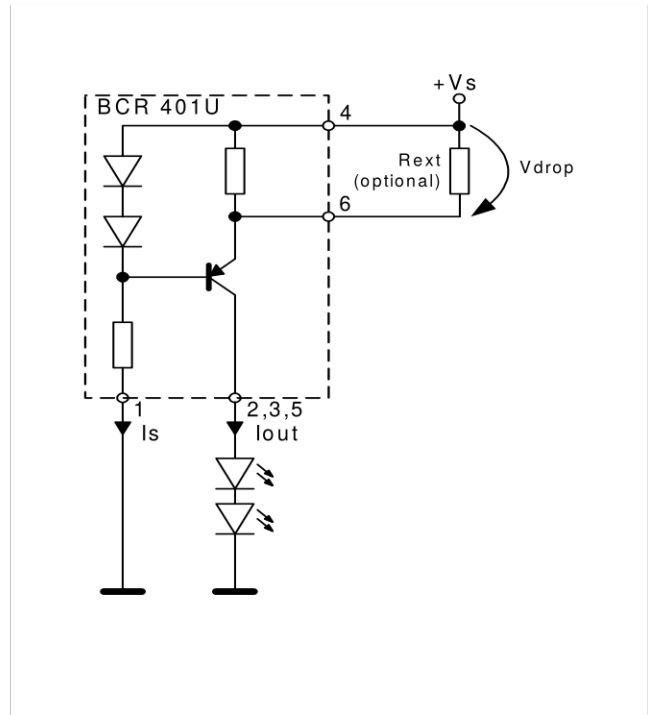 +Vs
BCR 401U
4
Rext
(optional)
Vdrop
6
1
2,3,5
Is
Iout